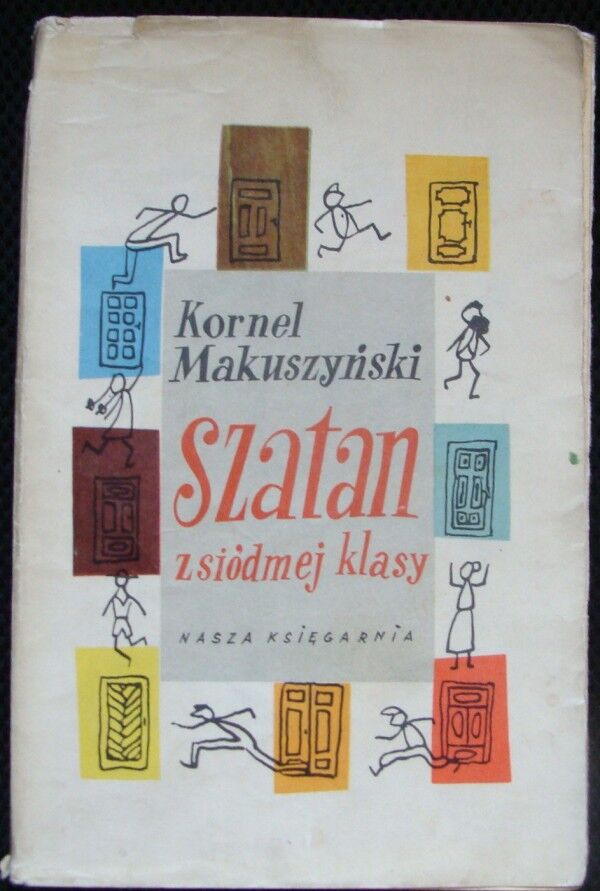 Kornel
Makuszyński
Szatan
z siódmej klasy
NASZA KSIĘGARNIA